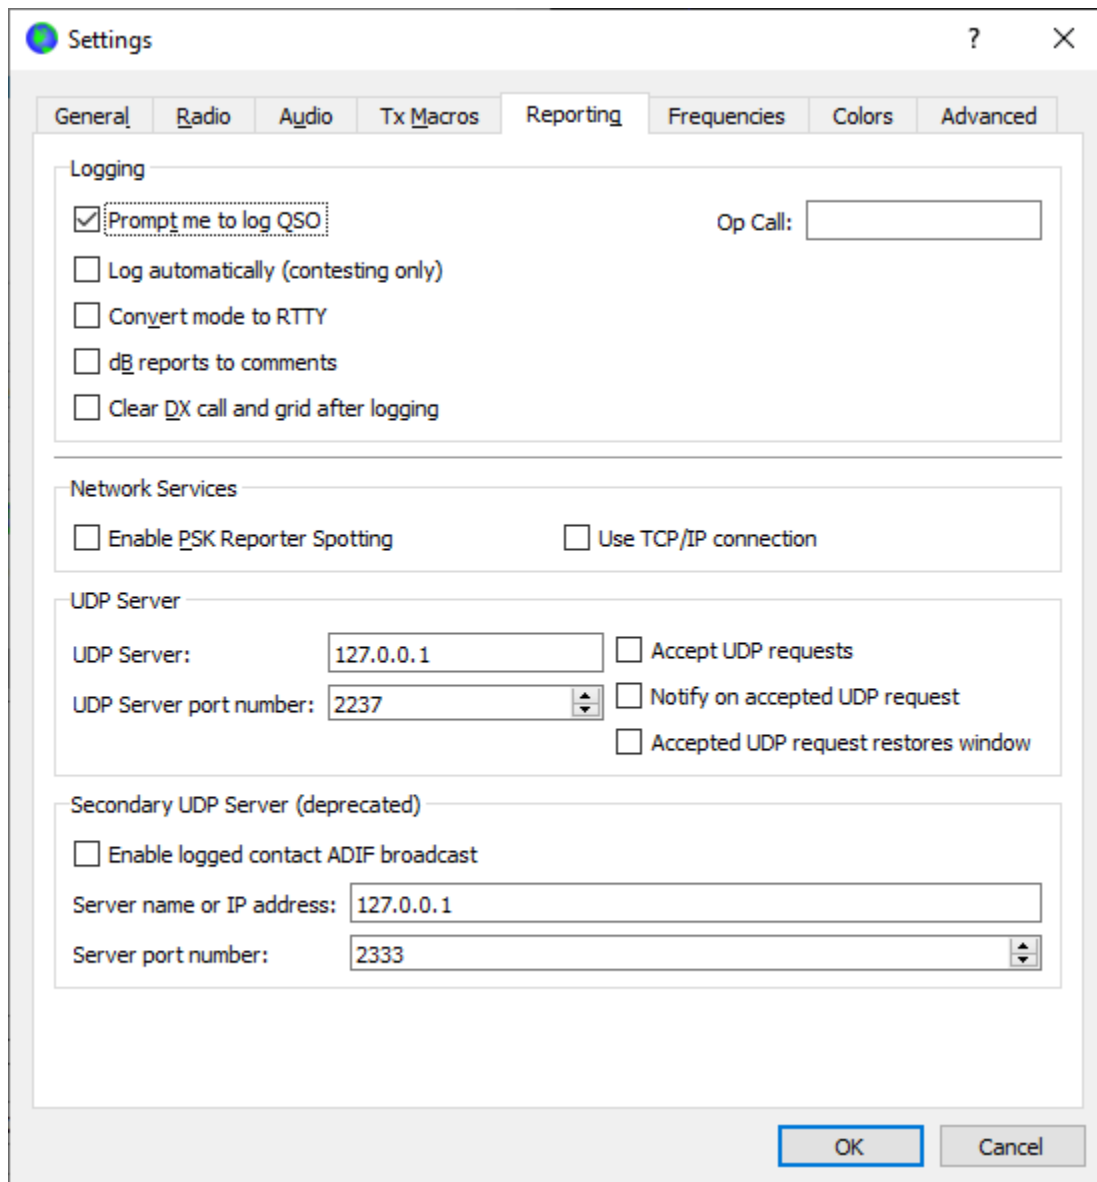 Settings
General Radio Audio Tx Macros Reporting Frequencies Colors Advanced
Logging
Prompt me to log QSO Op Call:
Log automatically (contesting only)
Convert mode to RTTY
dB reports to comments
Clear DX call and grid after logging
Network Services
Enable PSK Reporter Spotting Use TCP/IP connection
UDP Server
UDP Server: 127.0.0.1 Accept UDP requests
UDP Server port number: 2237 Notify on accepted UDP request
Accepted UDP request restores window
Secondary UDP Server (deprecated)
Enable logged contact ADIF broadcast
Server name or IP address: 127.0.0.1
Server port number: 2333
OK Cancel